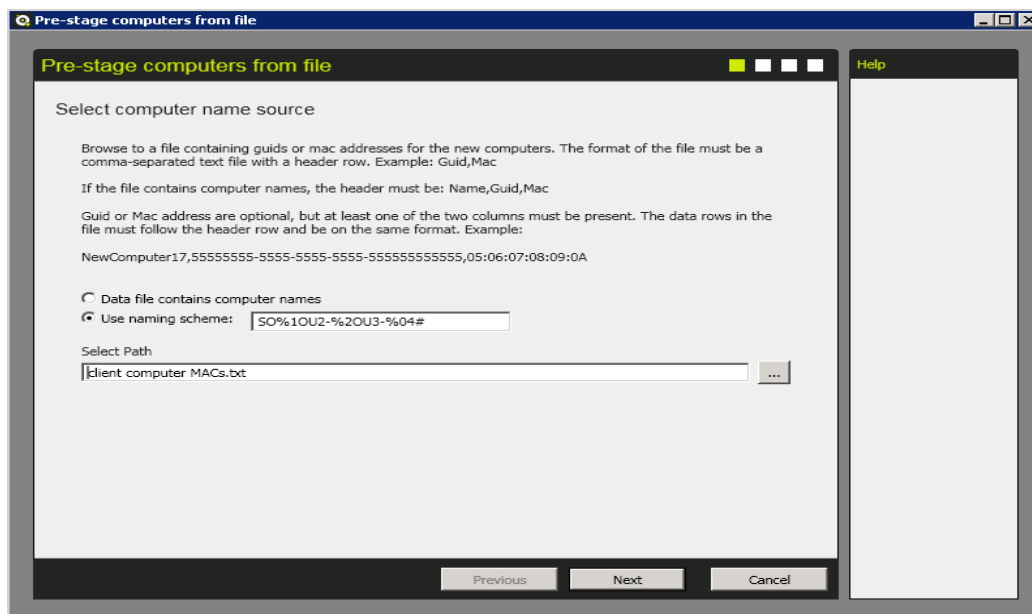 Pre-stage computers from file
Pre-stage computers from file
Help
Select computer name source
Browse to a file containing guids or mac addresses for the new computers. The format of the file must be a
comma-separated text file with a header row. Example: Guid,Mac
If the file contains computer names, the header must be: Name,Guid,Mac
Guid or Mac address are optional, but at least one of the two columns must be present. The data rows in the
file must follow the header row and be on the same format. Example:
NewComputer17,55555555-5555-5555-5555-555555555555,05:06:07:08:09:0A
Data file contains computer names
Use naming scheme: SO%1OU2-%2OU3-%04#
Select Path
client computer MACs.txt
...
Previous Next Cancel